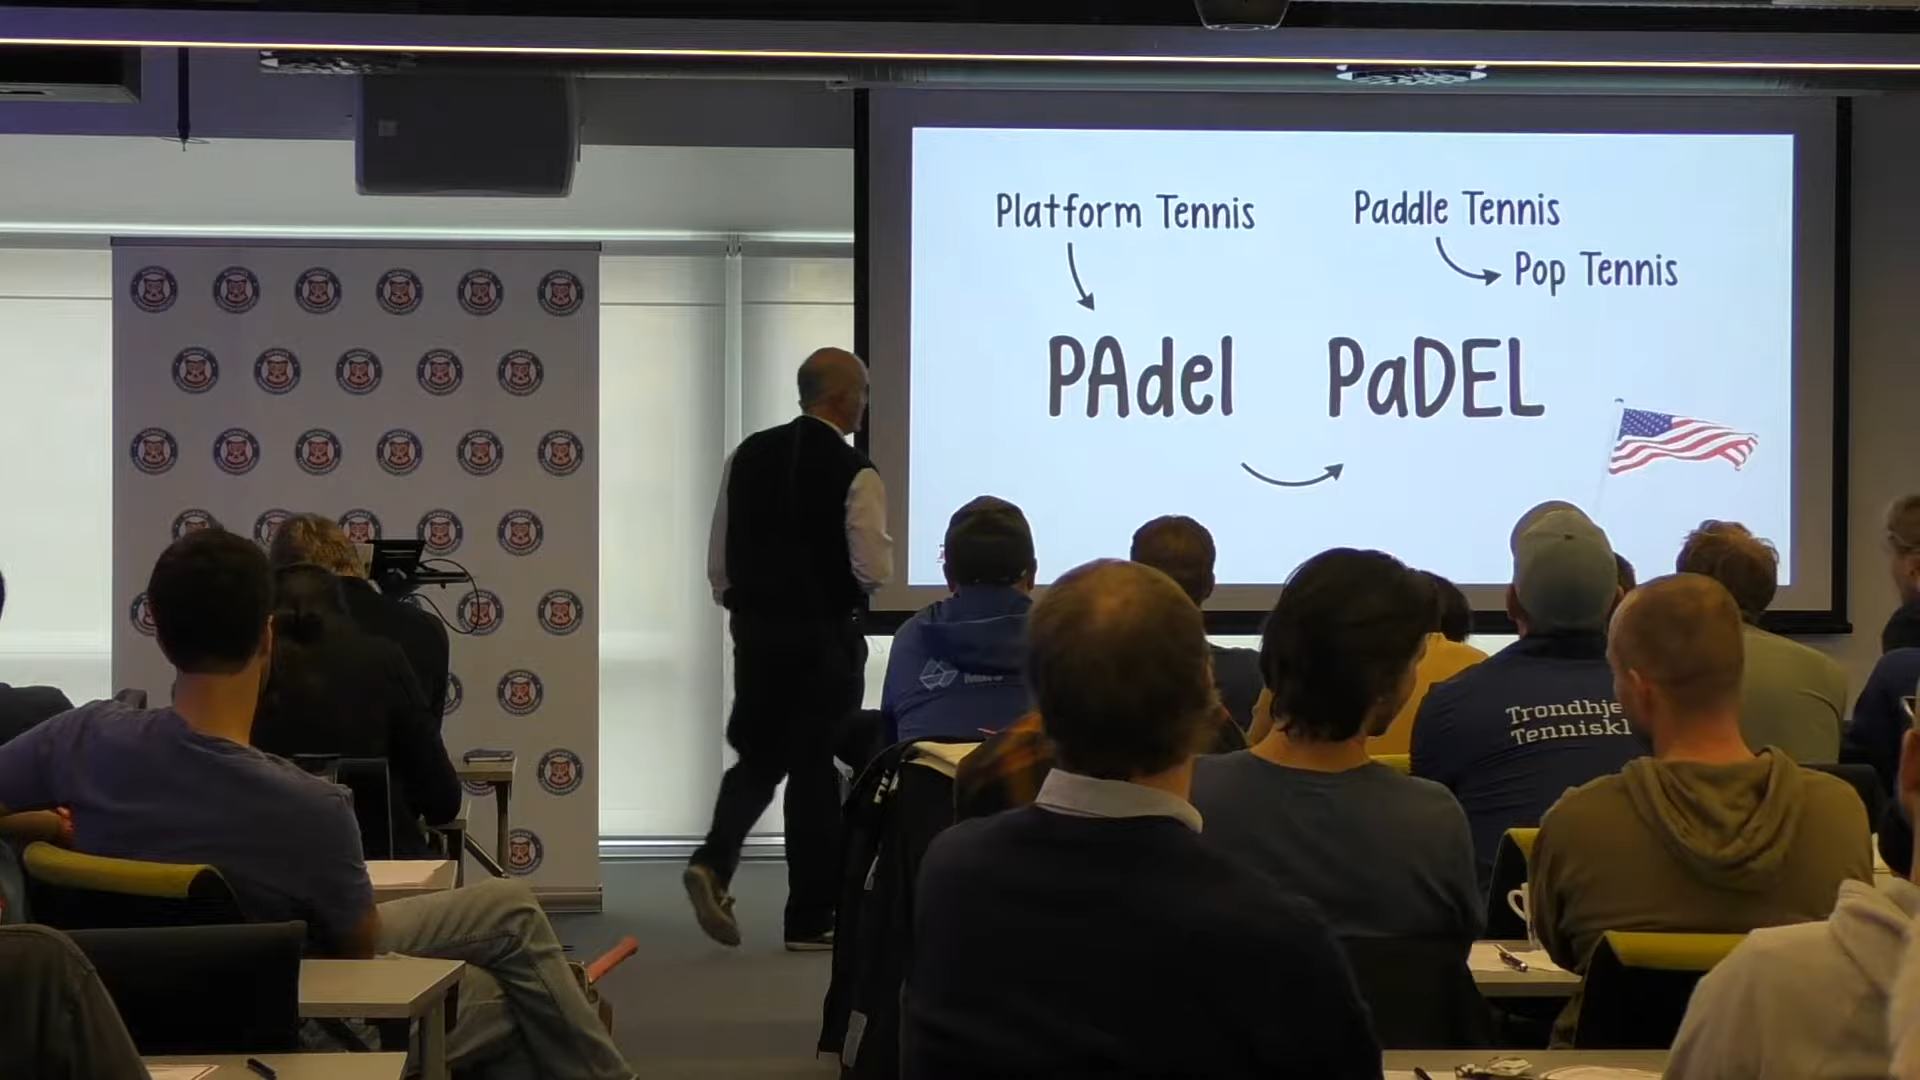 Platform Tennis
Paddle Tennis
Pop Tennis
PAdel
PaDEL
Trondhje
Tenniskl